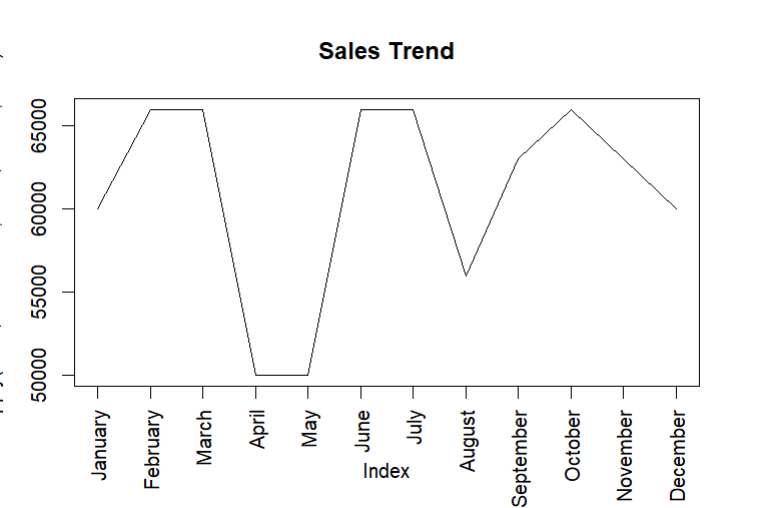 Sales Trend
65000
60000
55000
50000
January
February
March
April
May
June
July
August
September
October
November
December
Index